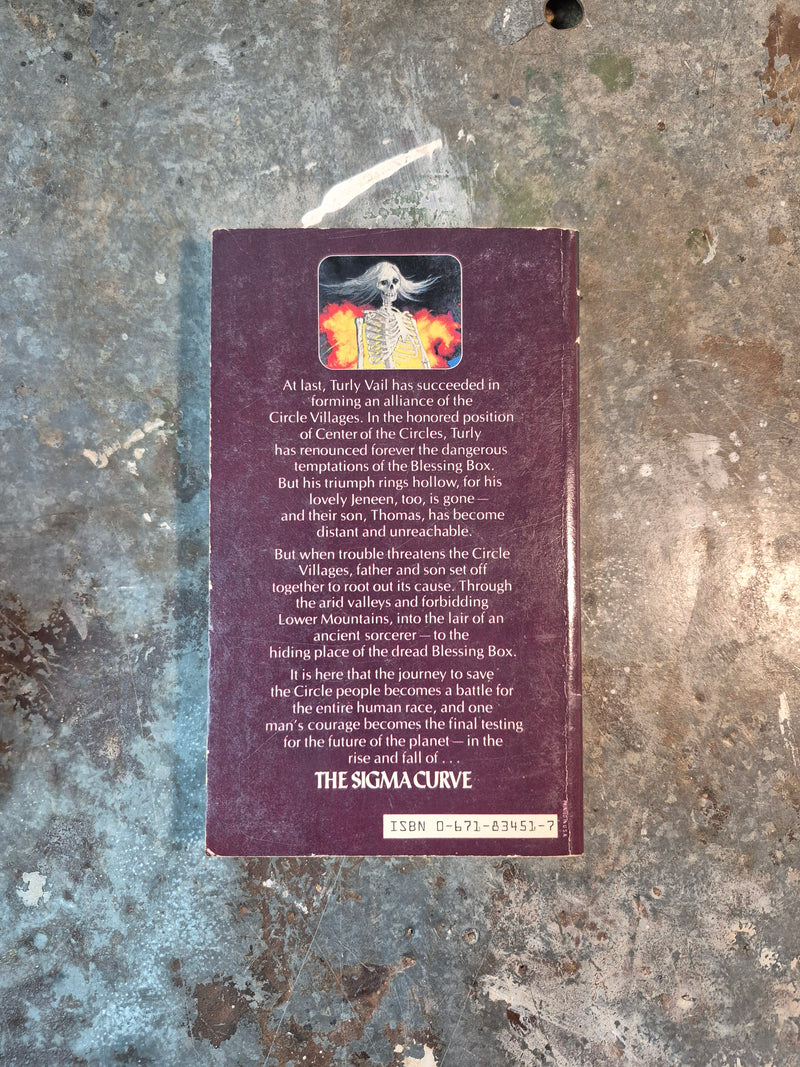 At last, Turly Vail has succeeded in
forming an alliance of the
Circle Villages. In the honored position
of Center of the Circles, Turly
has renounced forever the dangerous
temptations of the Blessing Box.
But his triumph rings hollow, for his
lovely Jeneen, too, is gone—
and their son, Thomas, has become
distant and unreachable.
But when trouble threatens the Circle
Villages, father and son set off
together to root out its cause. Through
the arid valleys and forbidding
Lower Mountains, into the lair of an
ancient sorcerer—to the
hiding place of the dread Blessing Box.
It is here that the journey to save
the Circle people becomes a battle for
the entire human race, and one
man's courage becomes the final testing
for the future of the planet—in the
rise and fall of . . .
THE SIGMA CURVE
ISBN 0-671-83451-7